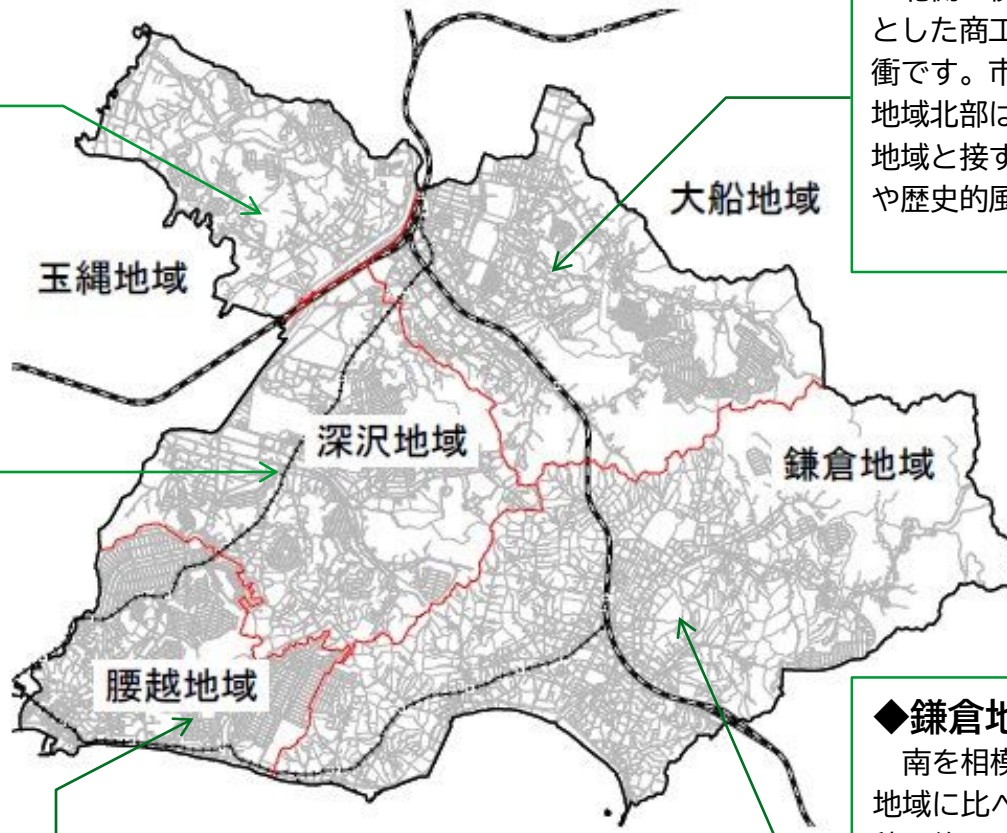 とした商工
衝です。市
地域北部は
地域と接す
や歴史的風
大船地域
玉縄地域
深沢地域
鎌倉地域
腰越地域
◆鎌倉地
南を相模
地域に比べ